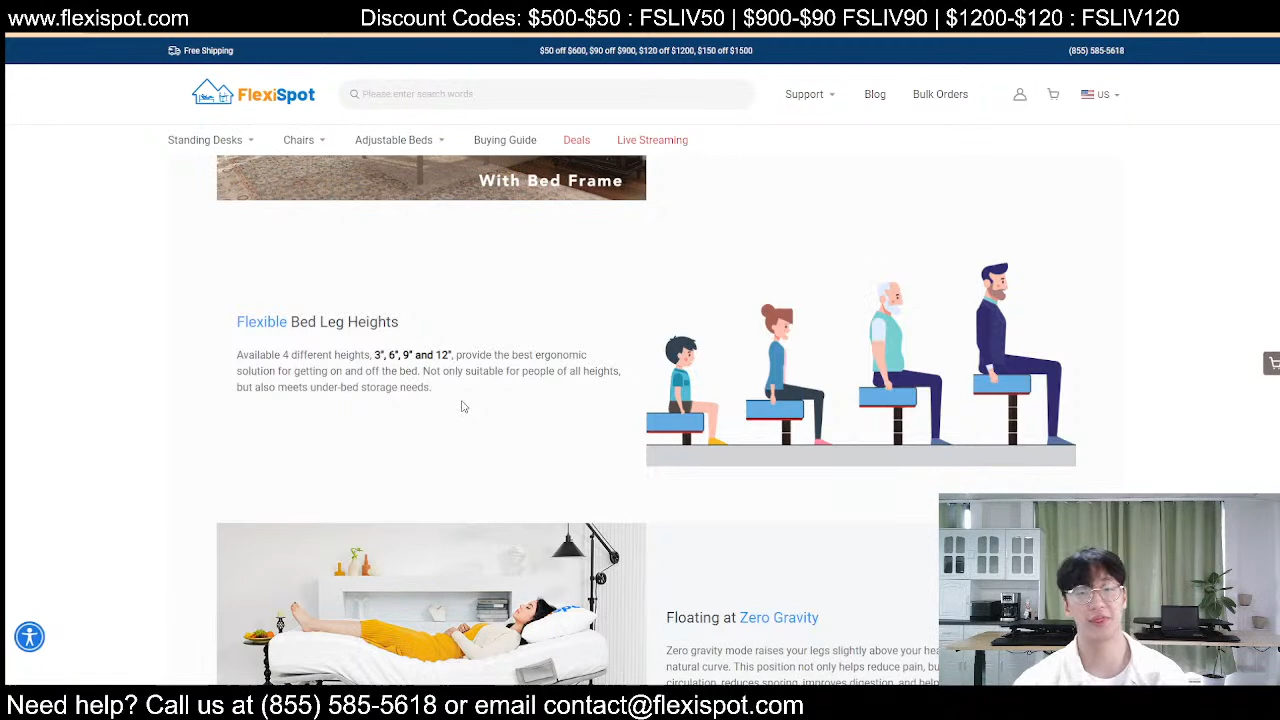 www.flexispot.com
Discount Codes: $500-$50 : FSLIV50 | $900-$90 FSLIV90 | $1200-$120 : FSLIV120
Free Shipping
$50 off $600, $90 off $900, $120 off $1200, $150 off $1500
(855) 585-5618
FlexiSpot
Please enter search words
Support
Blog
Bulk Orders
US
Standing Desks
Chairs
Adjustable Beds
Buying Guide
Deals
Live Streaming
With Bed Frame
Flexible Bed Leg Heights
Available 4 different heights, 3", 6", 9" and 12", provide the best ergonomic
solution for getting on and off the bed. Not only suitable for people of all heights,
but also meets under-bed storage needs.
Floating at Zero Gravity
Zero gravity mode raises your legs slightly above your
natural curve. This position not only helps reduce pain,
circulation, reduces snoring, improves digestion, and
Need help? Call us at (855) 585-5618 or email contact@flexispot.com